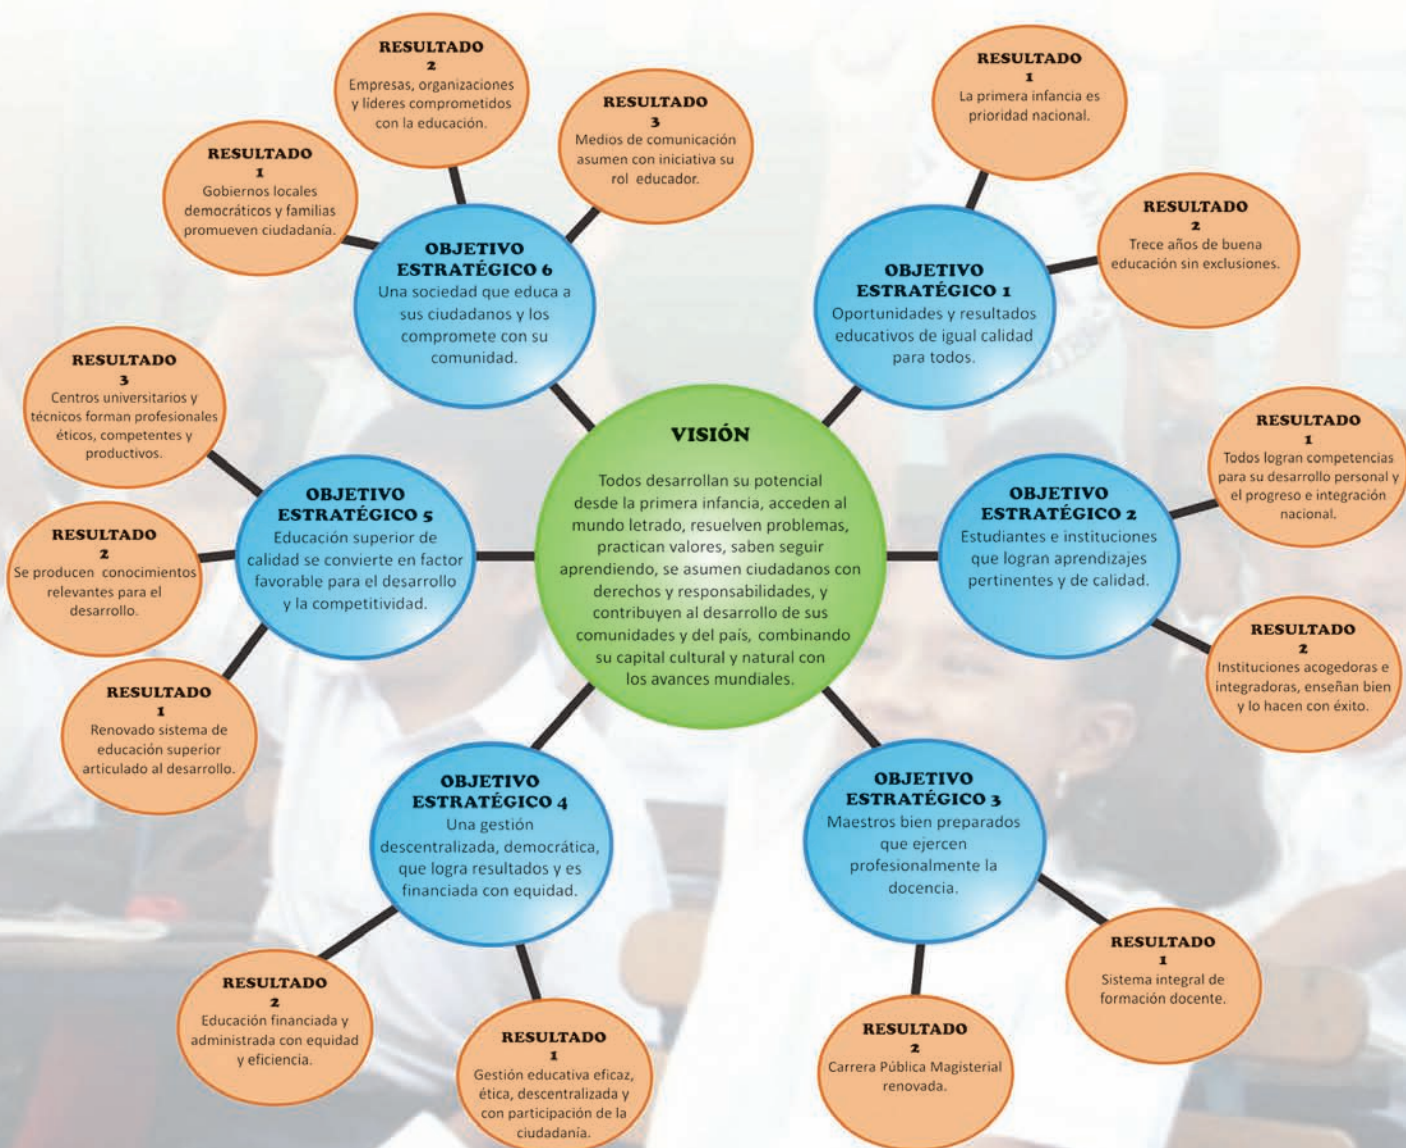 VISIÓN
Todos desarrollan su potencial
desde la primera infancia, acceden al
mundo letrado, resuelven problemas,
practican valores, saben seguir
aprendiendo, se asumen ciudadanos con
derechos y responsabilidades, y
contribuyen al desarrollo de sus
comunidades y del país, combinando
su capital cultural y natural con
los avances mundiales.
OBJETIVO
ESTRATÉGICO 1
Oportunidades y resultados
educativos de igual calidad
para todos.
RESULTADO
1
La primera infancia es
prioridad nacional.
RESULTADO
2
Trece años de buena
educación sin exclusiones.
OBJETIVO
ESTRATÉGICO 2
Estudiantes e instituciones
que logran aprendizajes
pertinentes y de calidad.
RESULTADO
1
Todos logran competencias
para su desarrollo personal y
el progreso e integración
nacional.
RESULTADO
2
Instituciones acogedoras e
integradoras, enseñan bien
y lo hacen con éxito.
OBJETIVO
ESTRATÉGICO 3
Maestros bien preparados
que ejercen
profesionalmente la
docencia.
RESULTADO
1
Sistema integral de
formación docente.
RESULTADO
2
Carrera Pública Magisterial
renovada.
OBJETIVO
ESTRATÉGICO 4
Una gestión
descentralizada, democrática,
que logra resultados y es
financiada con equidad.
RESULTADO
1
Gestión educativa eficaz,
ética, descentralizada y
con participación de la
ciudadanía.
RESULTADO
2
Educación financiada y
administrada con equidad
y eficiencia.
OBJETIVO
ESTRATÉGICO 5
Educación superior de
calidad se convierte en factor
favorable para el desarrollo
y la competitividad.
RESULTADO
1
Renovado sistema de
educación superior
articulado al desarrollo.
RESULTADO
2
Se producen conocimientos
relevantes para el
desarrollo.
RESULTADO
3
Centros universitarios y
técnicos forman profesionales
éticos, competentes y
productivos.
OBJETIVO
ESTRATÉGICO 6
Una sociedad que educa a
sus ciudadanos y los
compromete con su
comunidad.
RESULTADO
1
Gobiernos locales
democráticos y familias
promueven ciudadanía.
RESULTADO
2
Empresas, organizaciones
y líderes comprometidos
con la educación.
RESULTADO
3
Medios de comunicación
asumen con iniciativa su
rol educador.